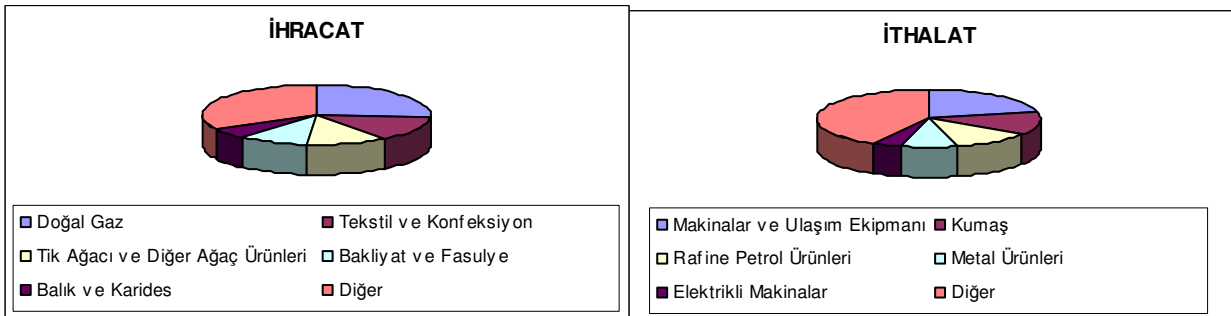 İHRACAT
Doğal Gaz
Tekstil ve Konfeksiyon
Tik Ağacı ve Diğer Ağaç Ürünleri
Bakliyat ve Fasulye
Balık ve Karides
Diğer
İTHALAT
Makinalar ve Ulaşım Ekipmanı
Kumaş
Rafine Petrol Ürünleri
Metal Ürünleri
Elektrikli Makinalar
Diğer